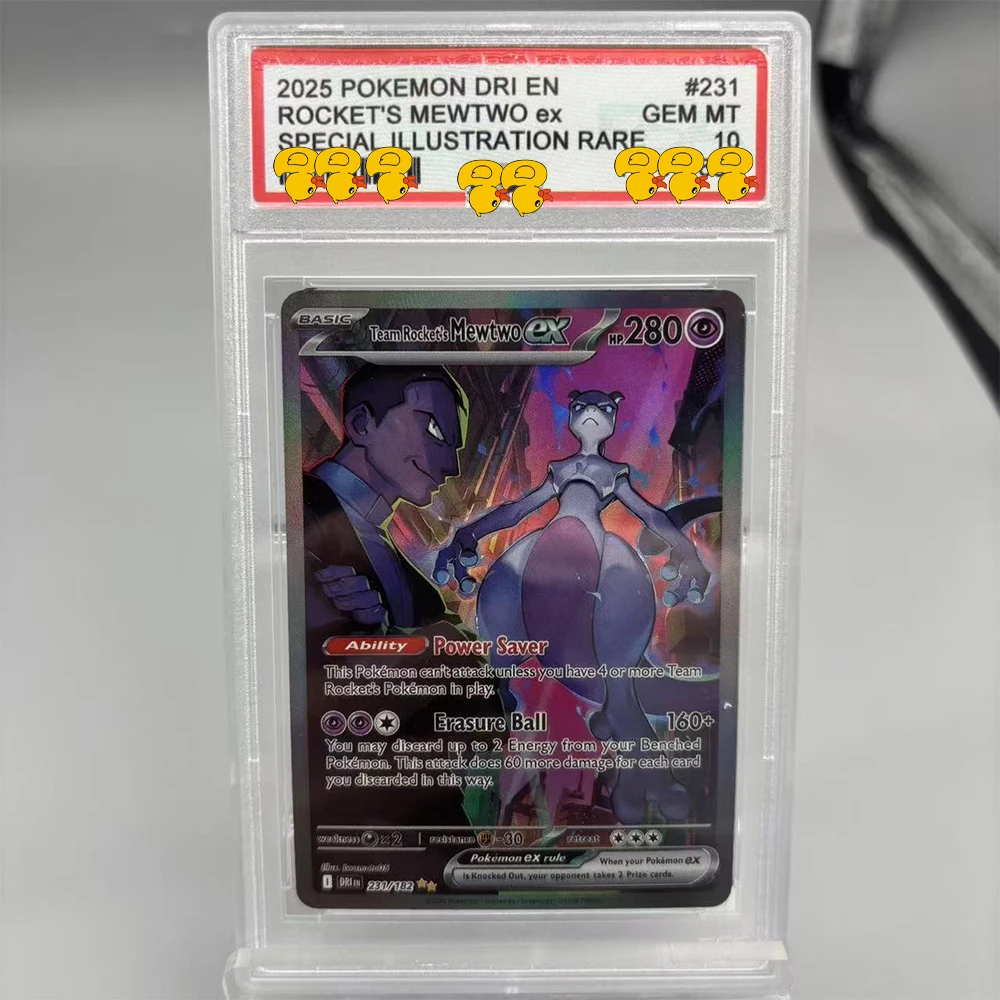 2025 POKEMON DRI EN #231
ROCKET'S MEWTWO ex GEM MT
SPECIAL ILLUSTRATION RARE 10
BASIC Team Rocket's Mewtwo ex HP 280
Ability Power Saver
This Pokémon can't attack unless you have 4 or more Team
Rocket's Pokémon in play.
Erasure Ball 160+
You may discard up to 2 Energy from your Benched
Pokémon. This attack does 60 more damage for each card
you discarded in this way.
weakness ×2 resistance -30 retreat
Pokémon ex rule When your Pokémon ex
is Knocked Out, your opponent takes 2 Prize cards.
Illus. Iwamoto05
I DRI EN 231/182